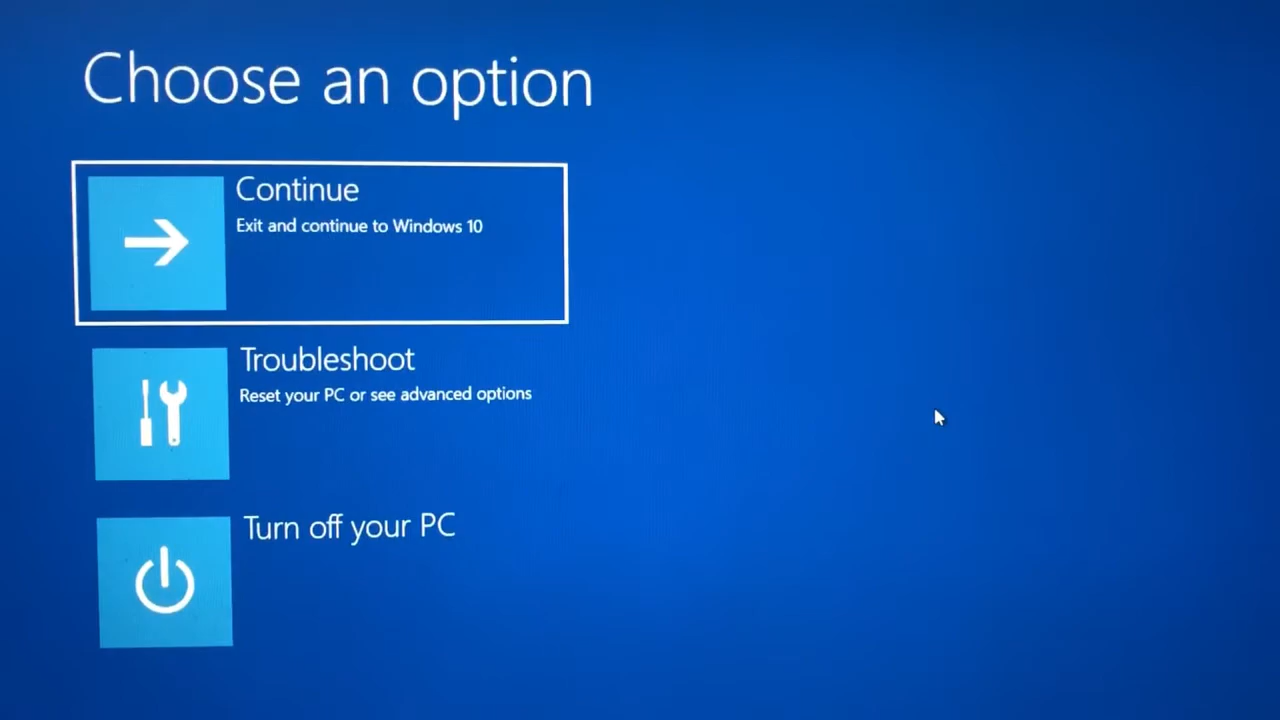 Choose an option
Continue
Exit and continue to Windows 10
Troubleshoot
Reset your PC or see advanced options
Turn off your PC